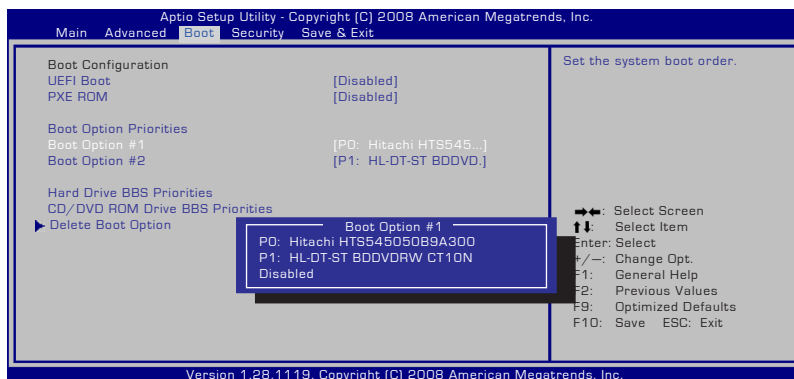 Aptio Setup Utility - Copyright (C) 2008 American Megatrends, Inc.
Main Advanced Boot Security Save & Exit
Boot Configuration
UEFI Boot [Disabled]
PXE ROM [Disabled]
Boot Option Priorities
Boot Option #1 [P0: Hitachi HTS545...]
Boot Option #2 [P1: HL-DT-ST BDDVD.]
Hard Drive BBS Priorities
CD/DVD ROM Drive BBS Priorities
Delete Boot Option
Boot Option #1
P0: Hitachi HTS545050B9A300
P1: HL-DT-ST BDDVDRW CT10N
Disabled
Set the system boot order.
→←: Select Screen
↑↓: Select Item
Enter: Select
+/—: Change Opt.
F1: General Help
F2: Previous Values
F9: Optimized Defaults
F10: Save ESC: Exit
Version 1.28.1119. Copyright (C) 2008 American Megatrends, Inc.